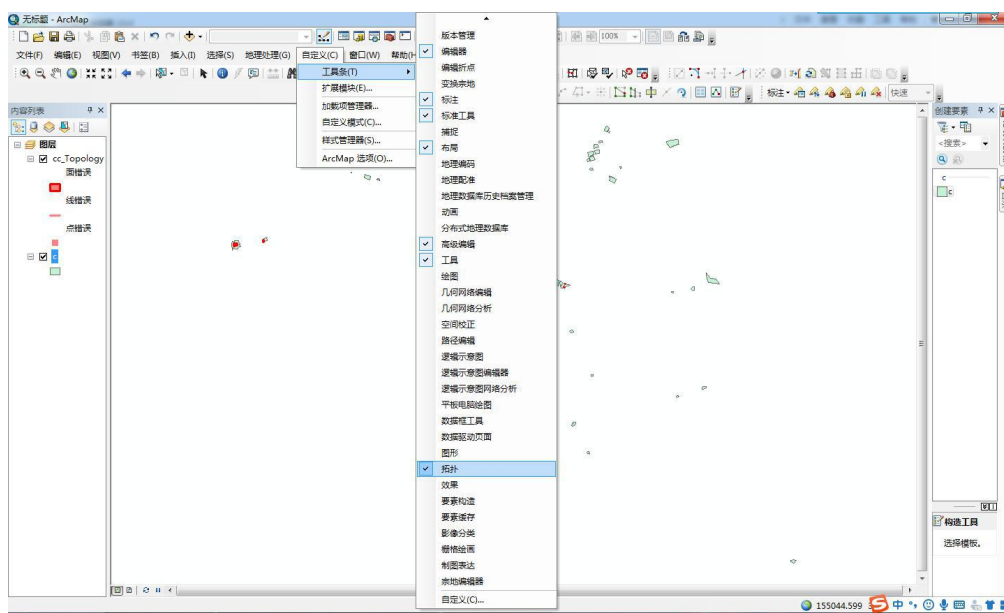 无标题 - ArcMap
文件(F) 编辑(E) 视图(V) 书签(B) 插入(I) 选择(S) 地理处理(G) 自定义(C) 窗口(W) 帮助(H
100%
标注
快速
内容列表
图层
cc_Topology
面错误
线错误
点错误
c
工具条(T)
扩展模块(E)...
加载项管理器...
自定义模式(C)...
样式管理器(S)...
ArcMap 选项(O)...
版本管理
编辑器
编辑折点
变换宗地
标注
标准工具
捕捉
布局
地理编码
地理配准
地理数据库历史档案管理
动画
分布式地理数据库
高级编辑
工具
绘图
几何网络编辑
几何网络分析
空间校正
路径编辑
逻辑示意图
逻辑示意图编辑器
逻辑示意图网络分析
平板电脑绘图
数据框工具
数据驱动页面
图形
拓扑
效果
要素构造
要素缓存
影像分类
栅格绘画
制图表达
宗地编辑器
自定义(C)...
创建要素
<搜索>
c
c
构造工具
选择模板。
155044.599
中